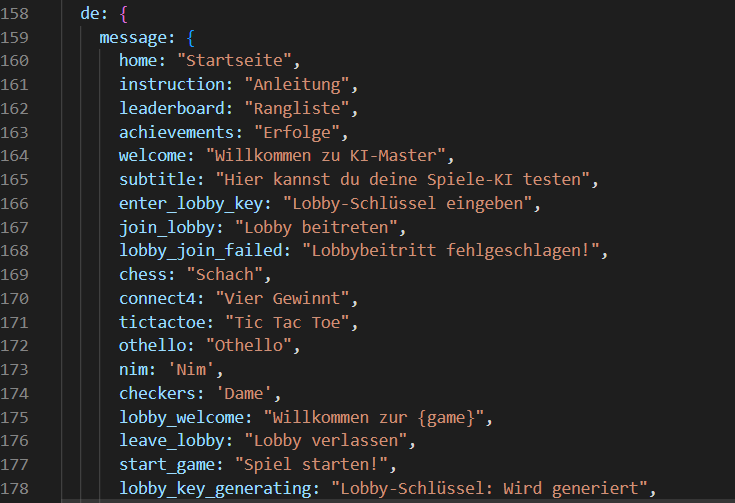 158 de: {
159 message: {
160 home: "Startseite",
161 instruction: "Anleitung",
162 leaderboard: "Rangliste",
163 achievements: "Erfolge",
164 welcome: "Willkommen zu KI-Master",
165 subtitle: "Hier kannst du deine Spiele-KI testen",
166 enter_lobby_key: "Lobby-Schlüssel eingeben",
167 join_lobby: "Lobby beitreten",
168 lobby_join_failed: "Lobbybeitritt fehlgeschlagen!",
169 chess: "Schach",
170 connect4: "Vier Gewinnt",
171 tictactoe: "Tic Tac Toe",
172 othello: "Othello",
173 nim: 'Nim',
174 checkers: 'Dame',
175 lobby_welcome: "Willkommen zur {game}",
176 leave_lobby: "Lobby verlassen",
177 start_game: "Spiel starten!",
178 lobby_key_generating: "Lobby-Schlüssel: Wird generiert",